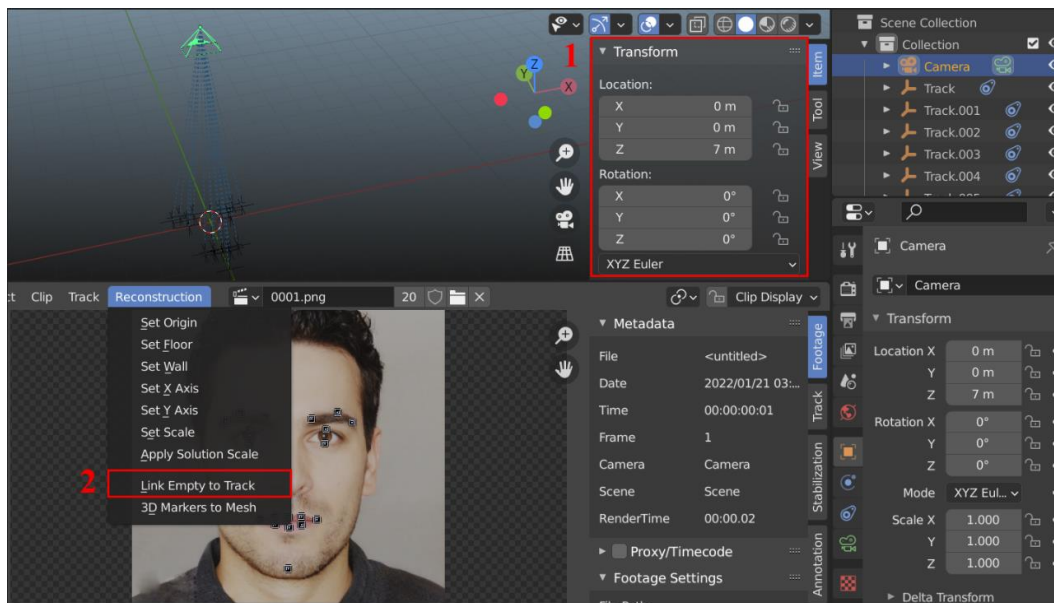 Z
Y
X
1
Transform
Location:
X 0 m
Y 0 m
Z 7 m
Rotation:
X 0°
Y 0°
Z 0°
XYZ Euler
Item
Tool
View
Scene Collection
Collection
Camera
Track
Track.001
Track.002
Track.003
Track.004
Clip Track Reconstruction 0001.png 20 Clip Display
Set Origin
Set Floor
Set Wall
Set X Axis
Set Y Axis
Set Scale
Apply Solution Scale
2
Link Empty to Track
3D Markers to Mesh
Metadata
File <untitled>
Date 2022/01/21 03:...
Time 00:00:00:01
Frame 1
Camera Camera
Scene Scene
RenderTime 00:00.02
Proxy/Timecode
Footage Settings
Footage
Track
Stabilization
Annotation
Camera
Camera
Transform
Location X 0 m
Y 0 m
Z 7 m
Rotation X 0°
Y 0°
Z 0°
Mode XYZ Eul...
Scale X 1.000
Y 1.000
Z 1.000
Delta Transform